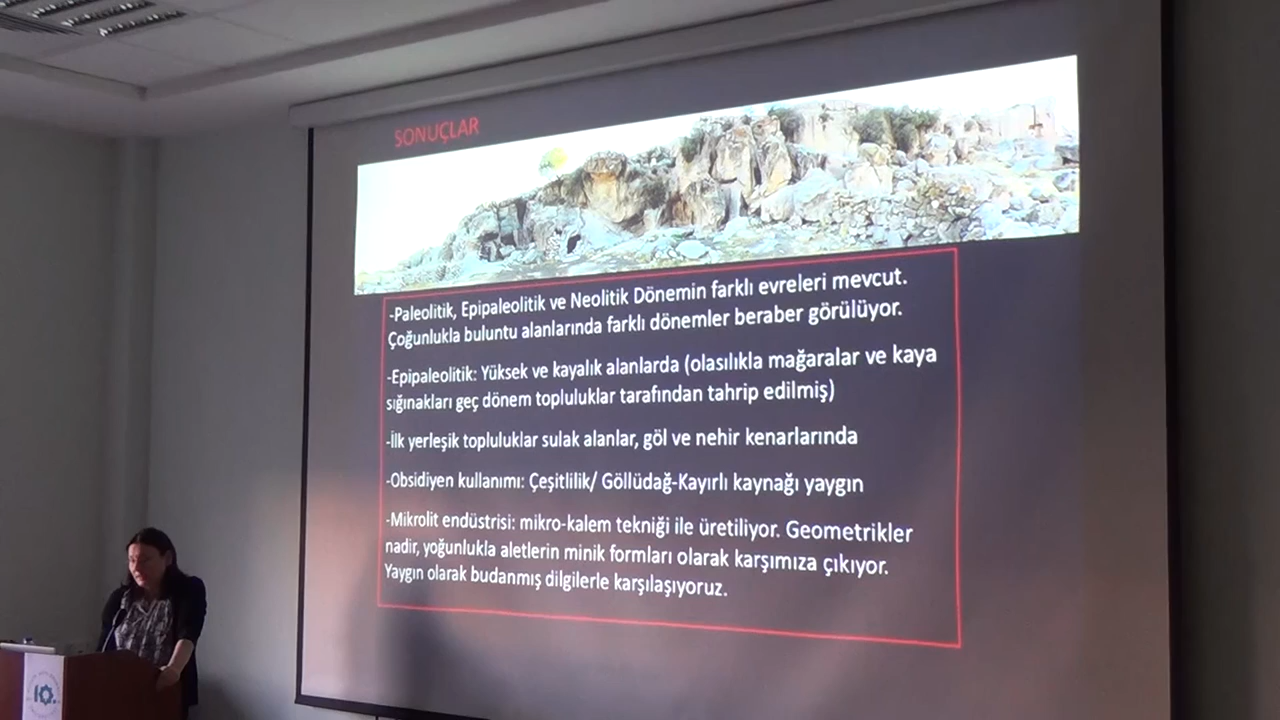 SONUÇLAR
-Paleolitik, Epipaleolitik ve Neolitik Dönemin farklı evreleri mevcut.
Çoğunlukla buluntu alanlarında farklı dönemler beraber görülüyor.
-Epipaleolitik: Yüksek ve kayalık alanlarda (olasılıkla mağaralar ve kaya
sığınakları geç dönem topluluklar tarafından tahrip edilmiş)
-İlk yerleşik topluluklar sulak alanlar, göl ve nehir kenarlarında
-Obsidiyen kullanımı: Çeşitlilik/ Göllüdağ-Kayırlı kaynağı yaygın
-Mikrolit endüstrisi: mikro-kalem tekniği ile üretiliyor. Geometrikler
nadir, yoğunlukla aletlerin minik formları olarak karşımıza çıkıyor.
Yaygın olarak budanmış dilgilerle karşılaşıyoruz.